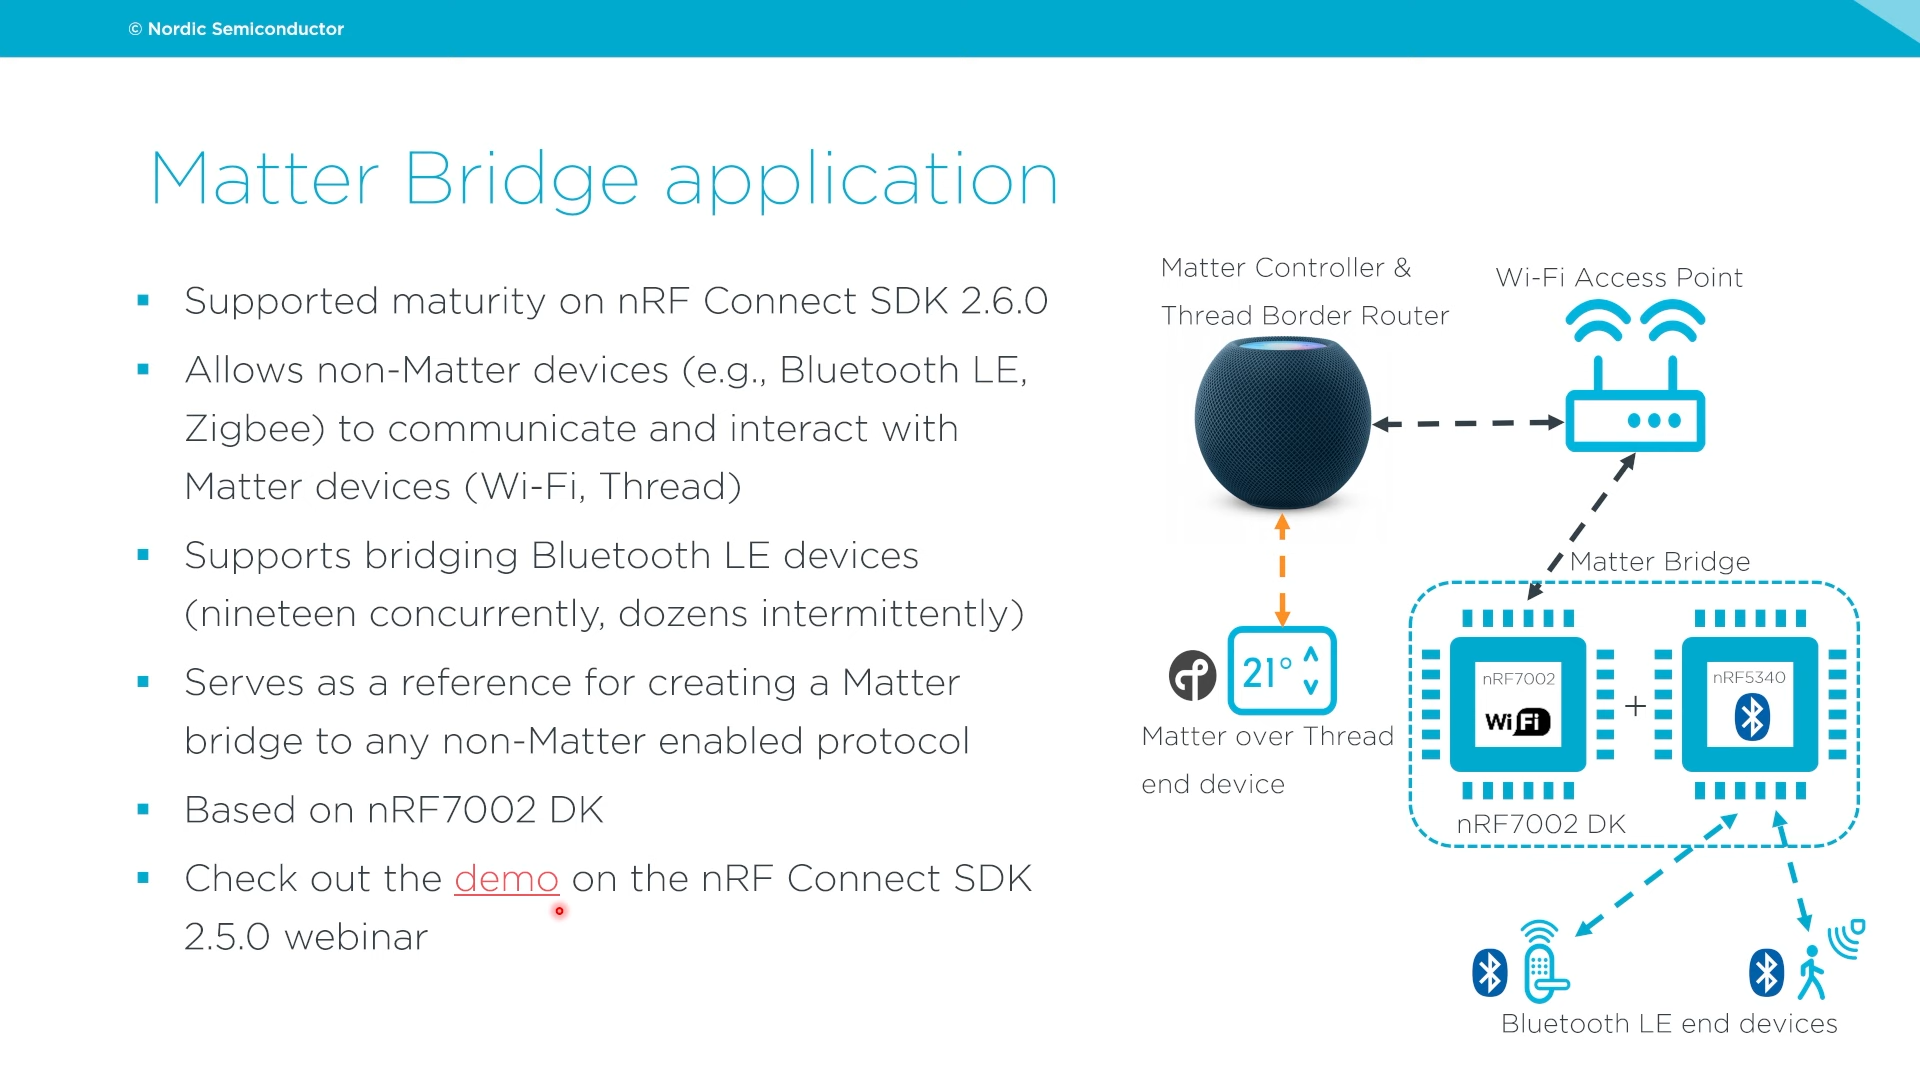 © Nordic Semiconductor
Matter Bridge application
▪ Supported maturity on nRF Connect SDK 2.6.0
▪ Allows non-Matter devices (e.g., Bluetooth LE,
Zigbee) to communicate and interact with
Matter devices (Wi-Fi, Thread)
▪ Supports bridging Bluetooth LE devices
(nineteen concurrently, dozens intermittently)
▪ Serves as a reference for creating a Matter
bridge to any non-Matter enabled protocol
▪ Based on nRF7002 DK
▪ Check out the demo on the nRF Connect SDK
2.5.0 webinar
Matter Controller &
Thread Border Router
Wi-Fi Access Point
Matter Bridge
21°
Matter over Thread
end device
nRF7002
Wi Fi
+
nRF5340
nRF7002 DK
Bluetooth LE end devices